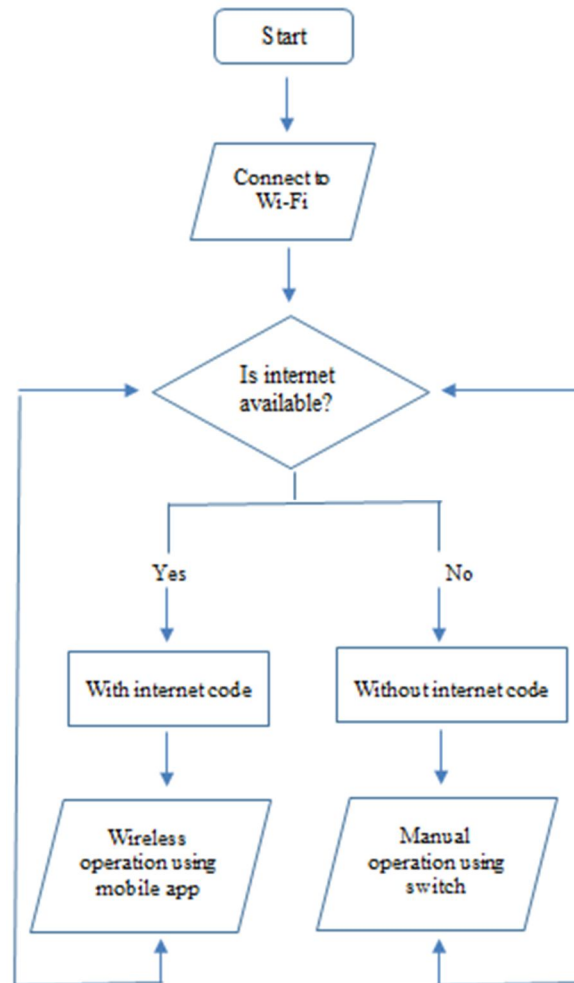 Start
Connect to
Wi-Fi
Is internet
available?
Yes
No
With internet code
Without internet code
Wireless
operation using
mobile app
Manual
operation using
switch